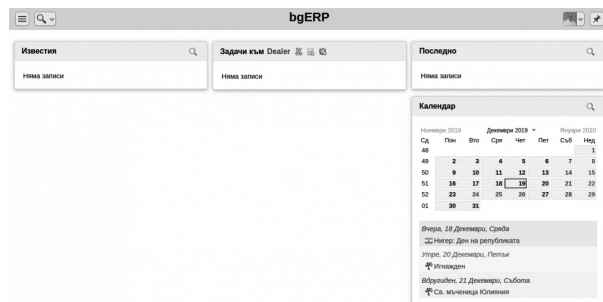 bgERP
Известия
Няма записи
Задачи към Dealer
Няма записи
Последно
Няма записи
Календар
Ноември 2019 Декември 2019 Януари 2020
Сд Пон Вто Сря Чет Пет Съб Нед
48 1
49 2 3 4 5 6 7 8
50 9 10 11 12 13 14 15
51 16 17 18 19 20 21 22
52 23 24 25 26 27 28 29
01 30 31
Вчера, 18 Декември, Сряда
Нигер: Ден на републиката
Утре, 20 Декември, Петък
Игнажден
Вдругиден, 21 Декември, Събота
Св. мъченица Юлияния